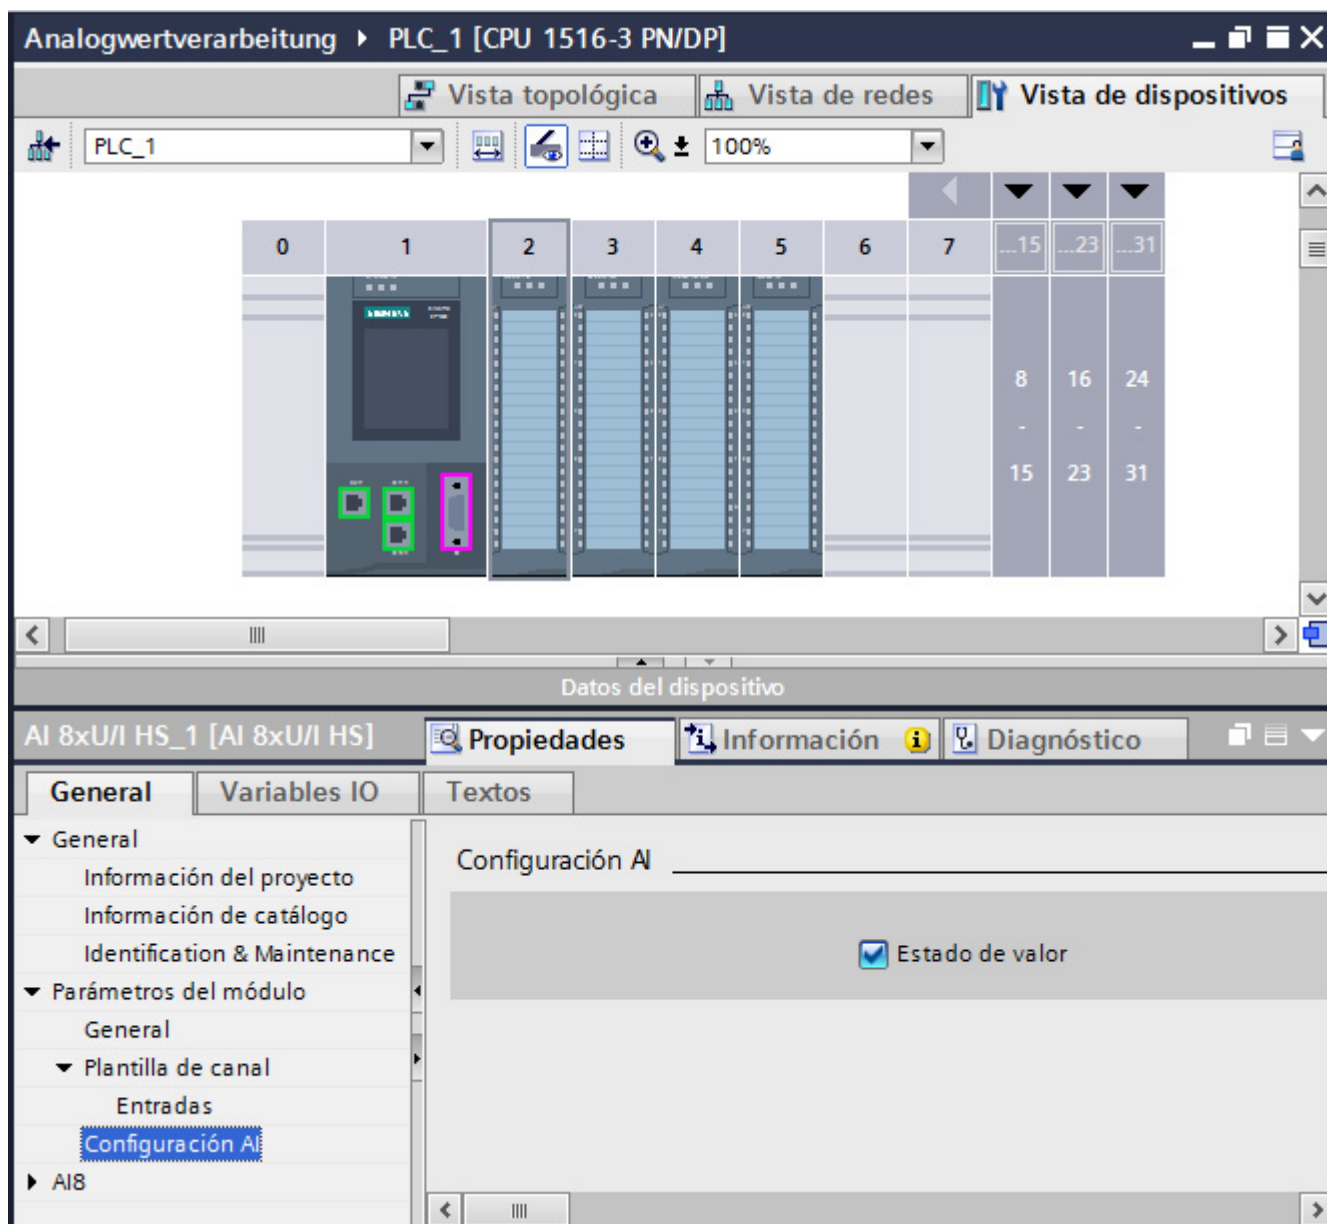 Analogwertverarbeitung ▸ PLC_1 [CPU 1516-3 PN/DP]
Vista topológica Vista de redes Vista de dispositivos
PLC_1 100%
0 1 2 3 4 5 6 7 ...15 ...23 ...31
SIEMENS
8 16 24
- - -
15 23 31
Datos del dispositivo
AI 8xU/I HS_1 [AI 8xU/I HS] Propiedades Información Diagnóstico
General Variables IO Textos
General
Información del proyecto
Información de catálogo
Identification & Maintenance
Parámetros del módulo
General
Plantilla de canal
Entradas
Configuración AI
AI8
Configuración AI
Estado de valor